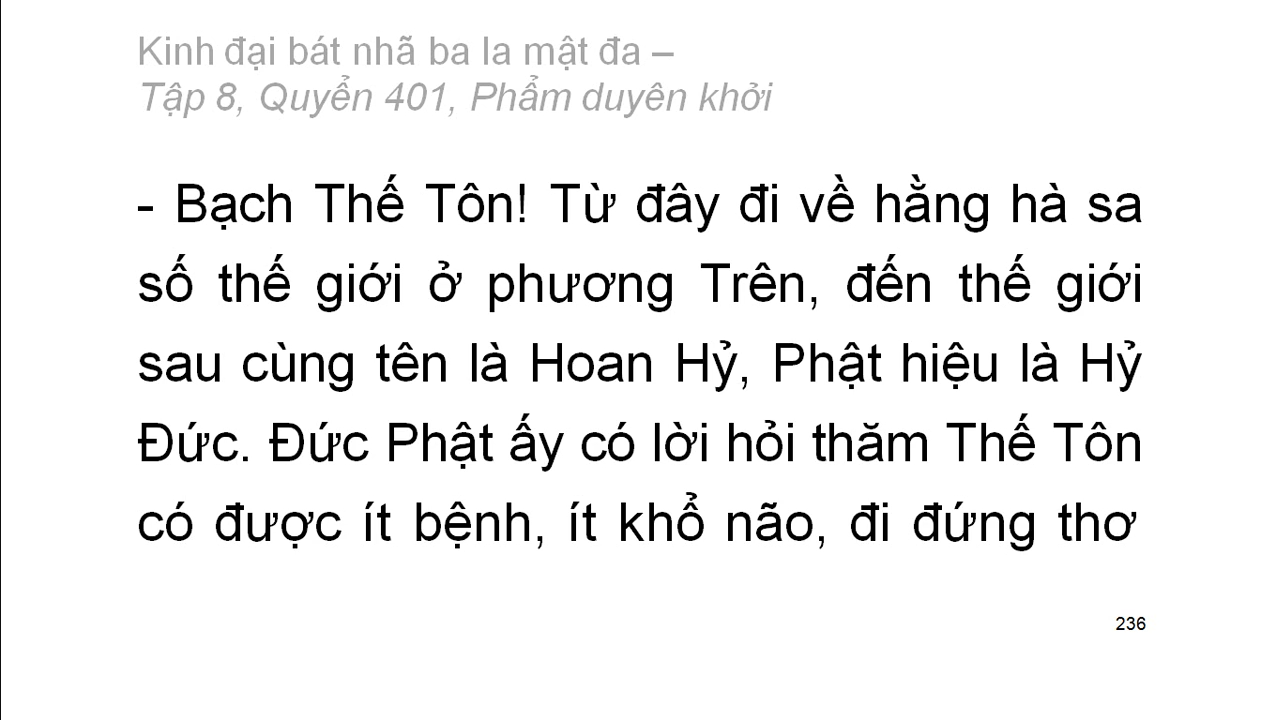 Kinh đại bát nhã ba la mật đa –
Tập 8, Quyển 401, Phẩm duyên khởi
- Bạch Thế Tôn! Từ đây đi về hằng hà sa
số thế giới ở phương Trên, đến thế giới
sau cùng tên là Hoan Hỷ, Phật hiệu là Hỷ
Đức. Đức Phật ấy có lời hỏi thăm Thế Tôn
có được ít bệnh, ít khổ não, đi đứng thơ
236